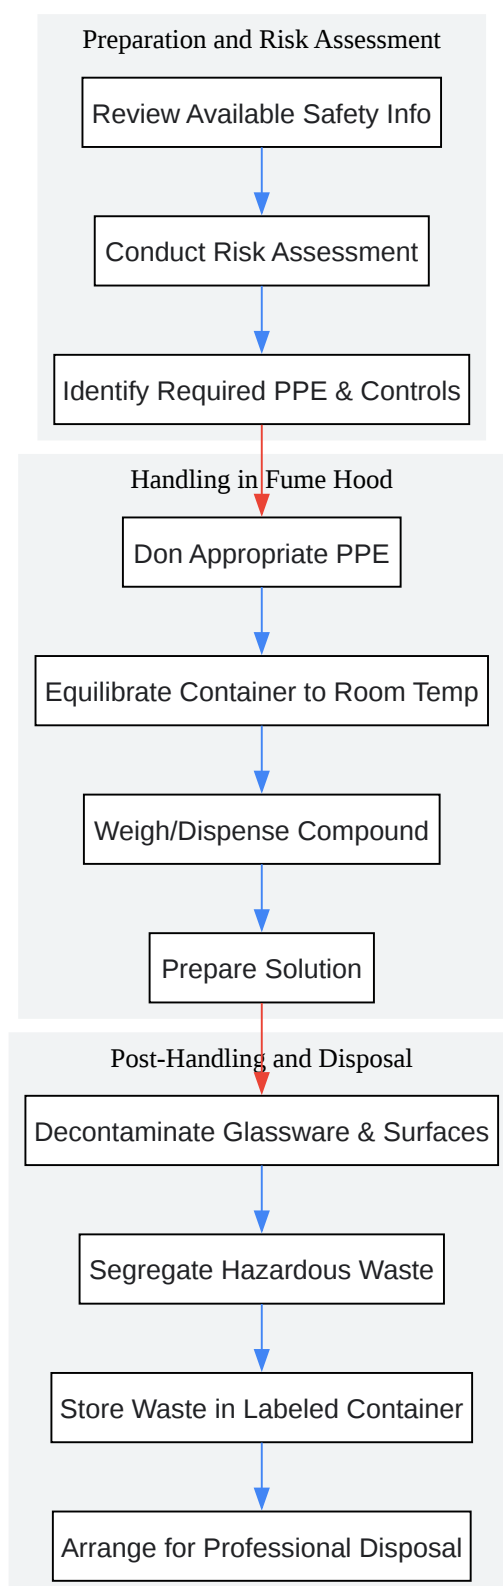 Preparation and Risk Assessment
Review Available Safety Info
Conduct Risk Assessment
Identify Required PPE & Controls
Handling in Fume Hood
Don Appropriate PPE
Equilibrate Container to Room Temp
Weigh/Dispense Compound
Prepare Solution
Post-Handling and Disposal
Decontaminate Glassware & Surfaces
Segregate Hazardous Waste
Store Waste in Labeled Container
Arrange for Professional Disposal